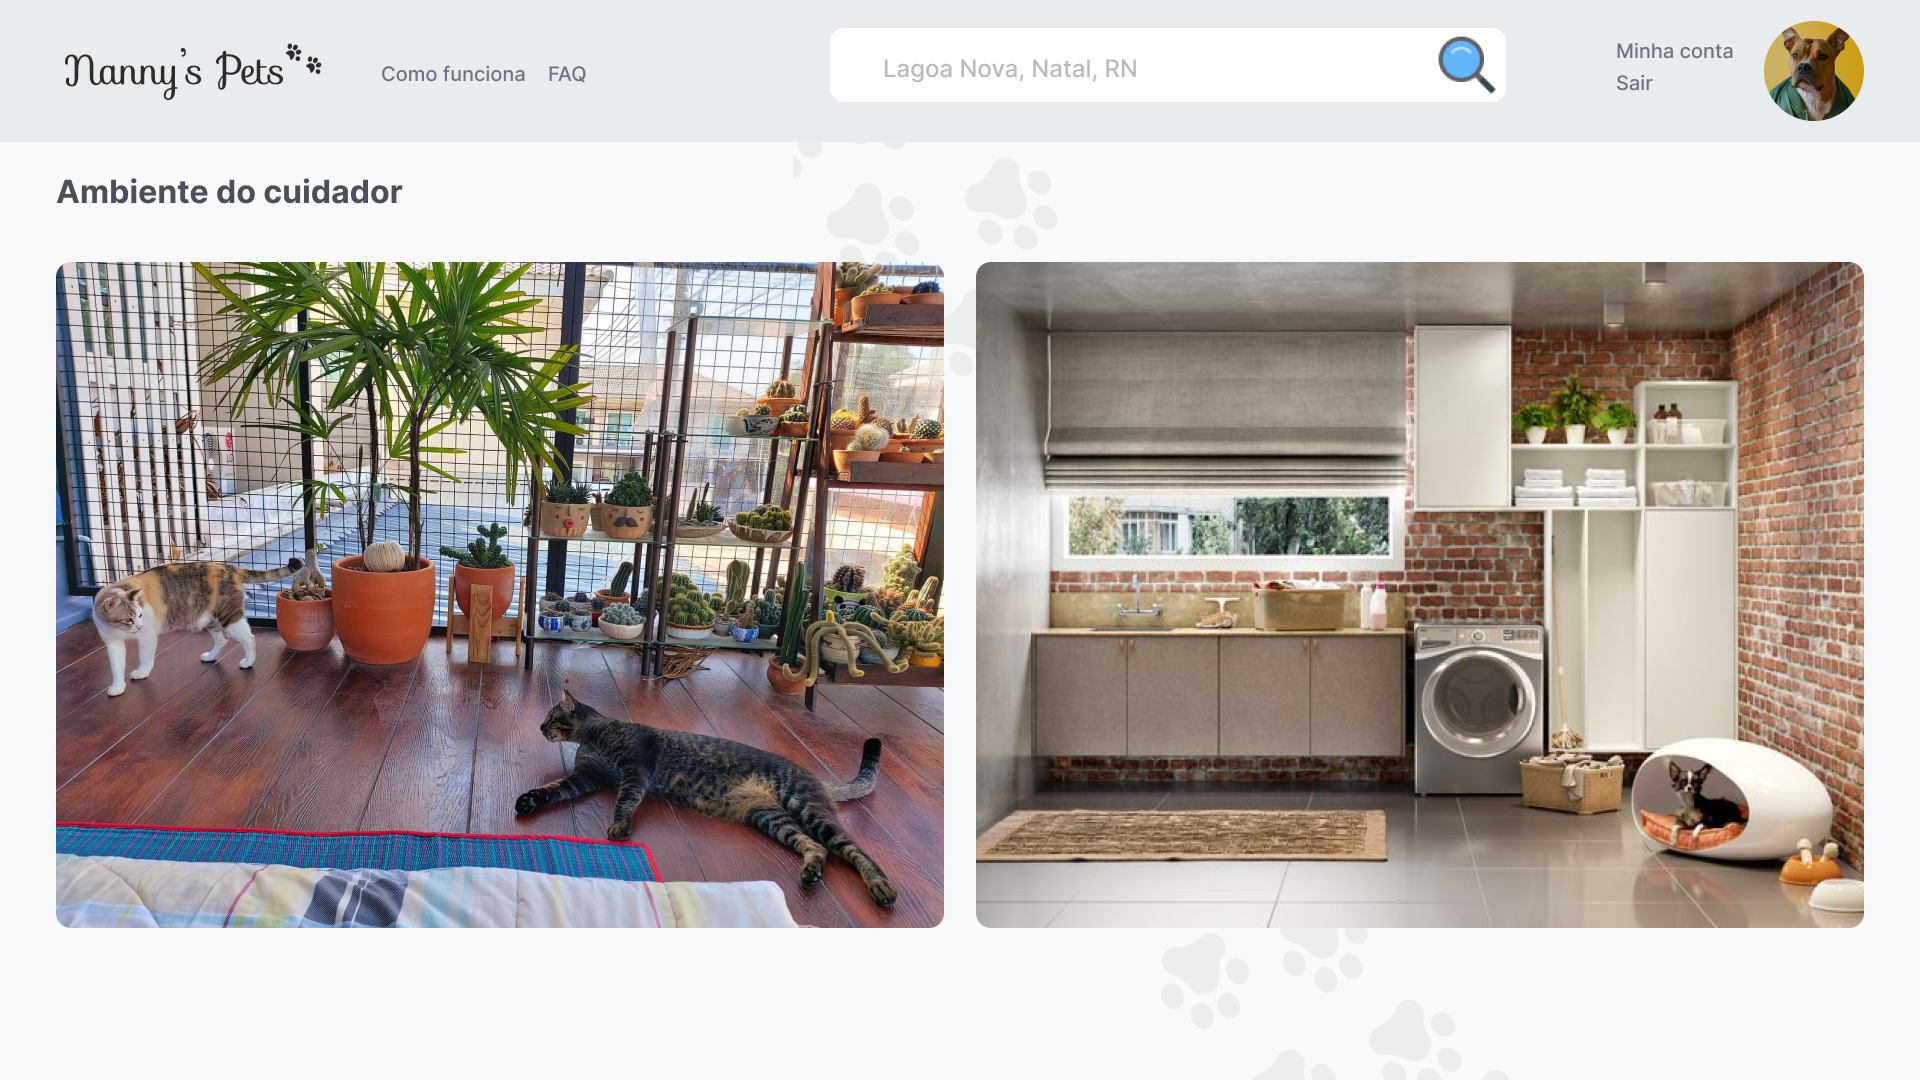 Nanny's Pets
Como funciona
FAQ
Lagoa Nova, Natal, RN
Minha conta
Sair
Ambiente do cuidador